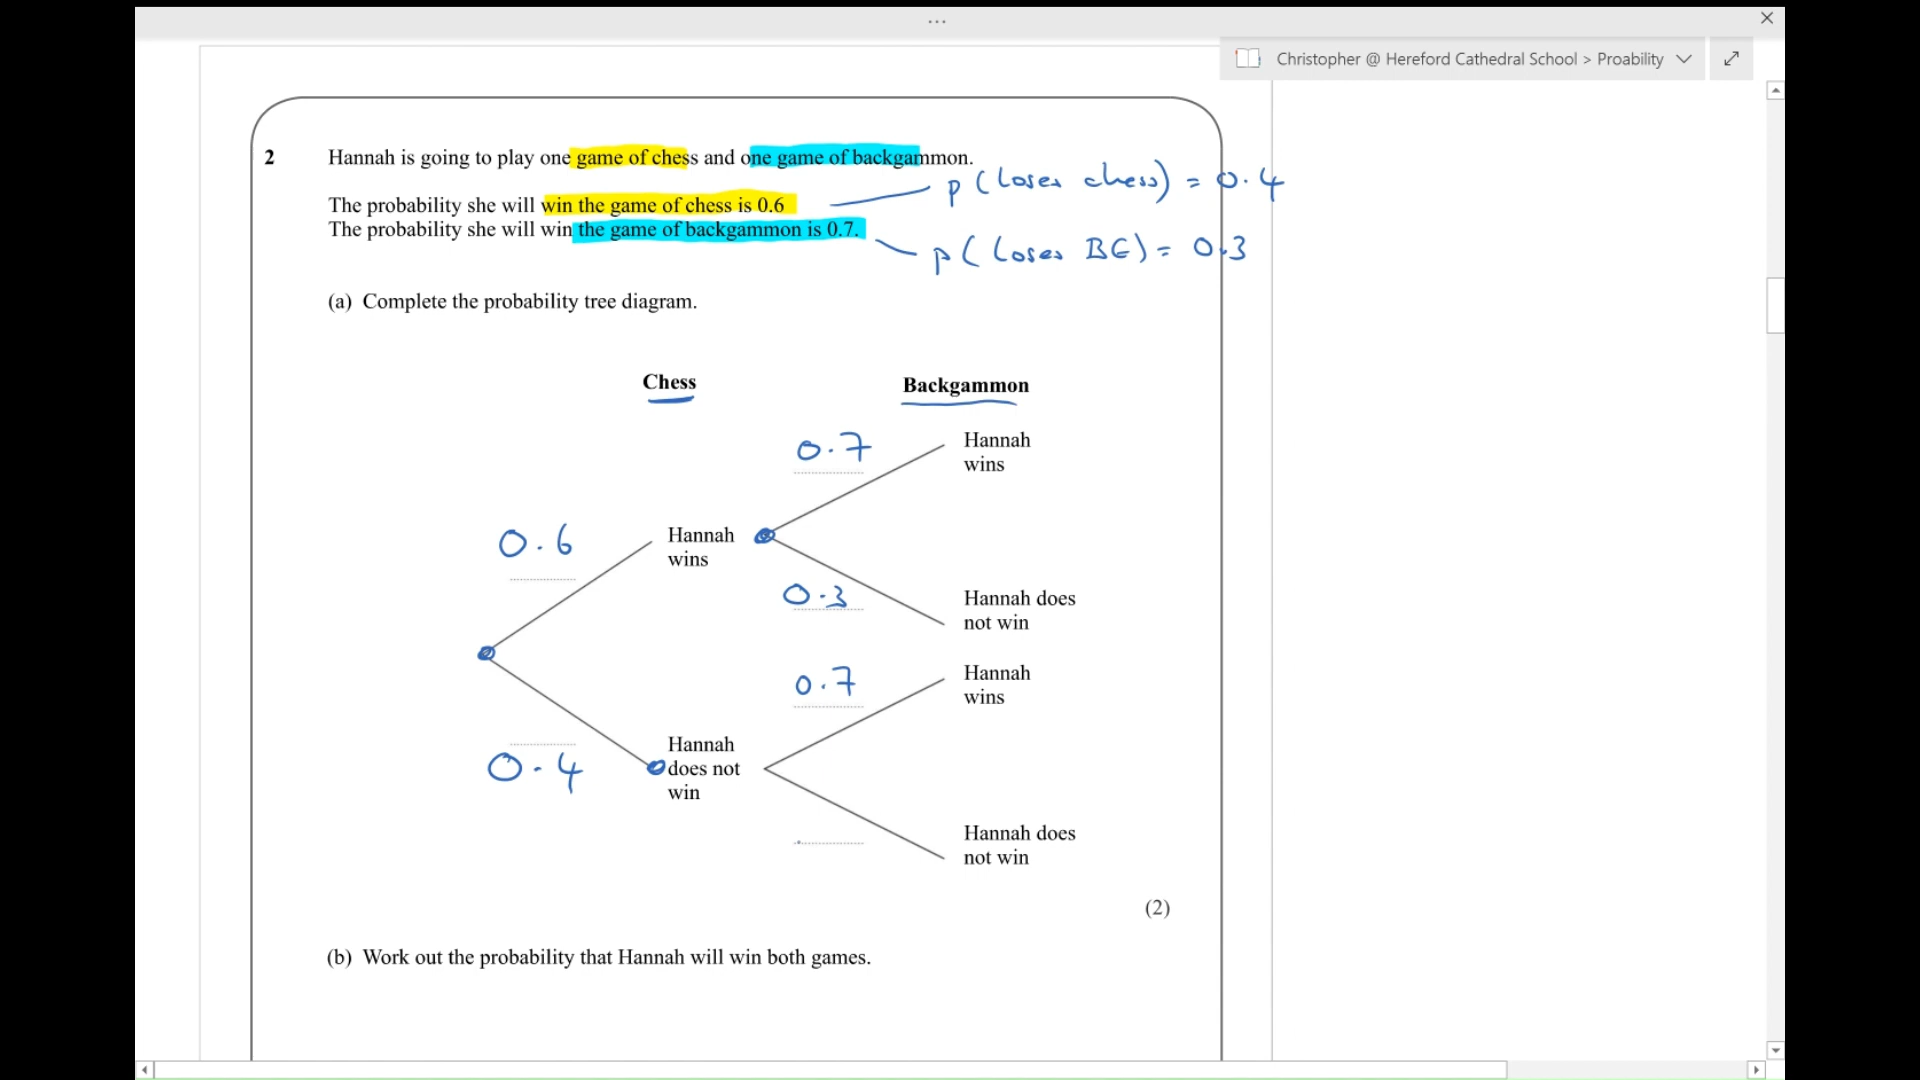 ...
Christopher @ Hereford Cathedral School > Proability
2 Hannah is going to play one game of chess and one game of backgammon.
p (loses chess) = 0.4
The probability she will win the game of chess is 0.6
The probability she will win the game of backgammon is 0.7.
p ( loses BG) = 0.3
(a) Complete the probability tree diagram.
Chess Backgammon
0.7 Hannah
wins
0.6 Hannah
wins
0.3 Hannah does
not win
0.7 Hannah
wins
0.4 Hannah
does not
win
Hannah does
not win
(2)
(b) Work out the probability that Hannah will win both games.